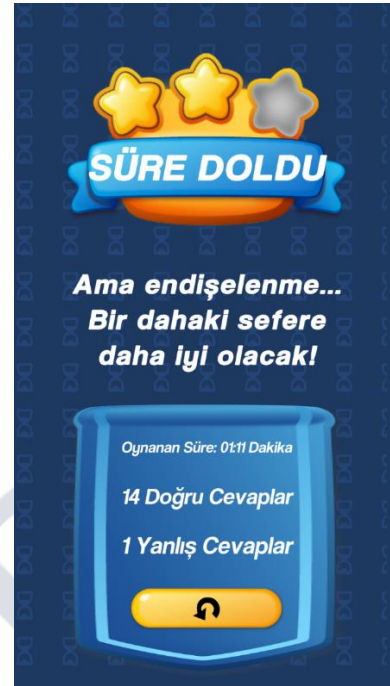 SÜRE DOLDU
Ama endişelenme...
Bir dahaki sefere
daha iyi olacak!
Oynanan Süre: 01:11 Dakika
14 Doğru Cevaplar
1 Yanlış Cevaplar